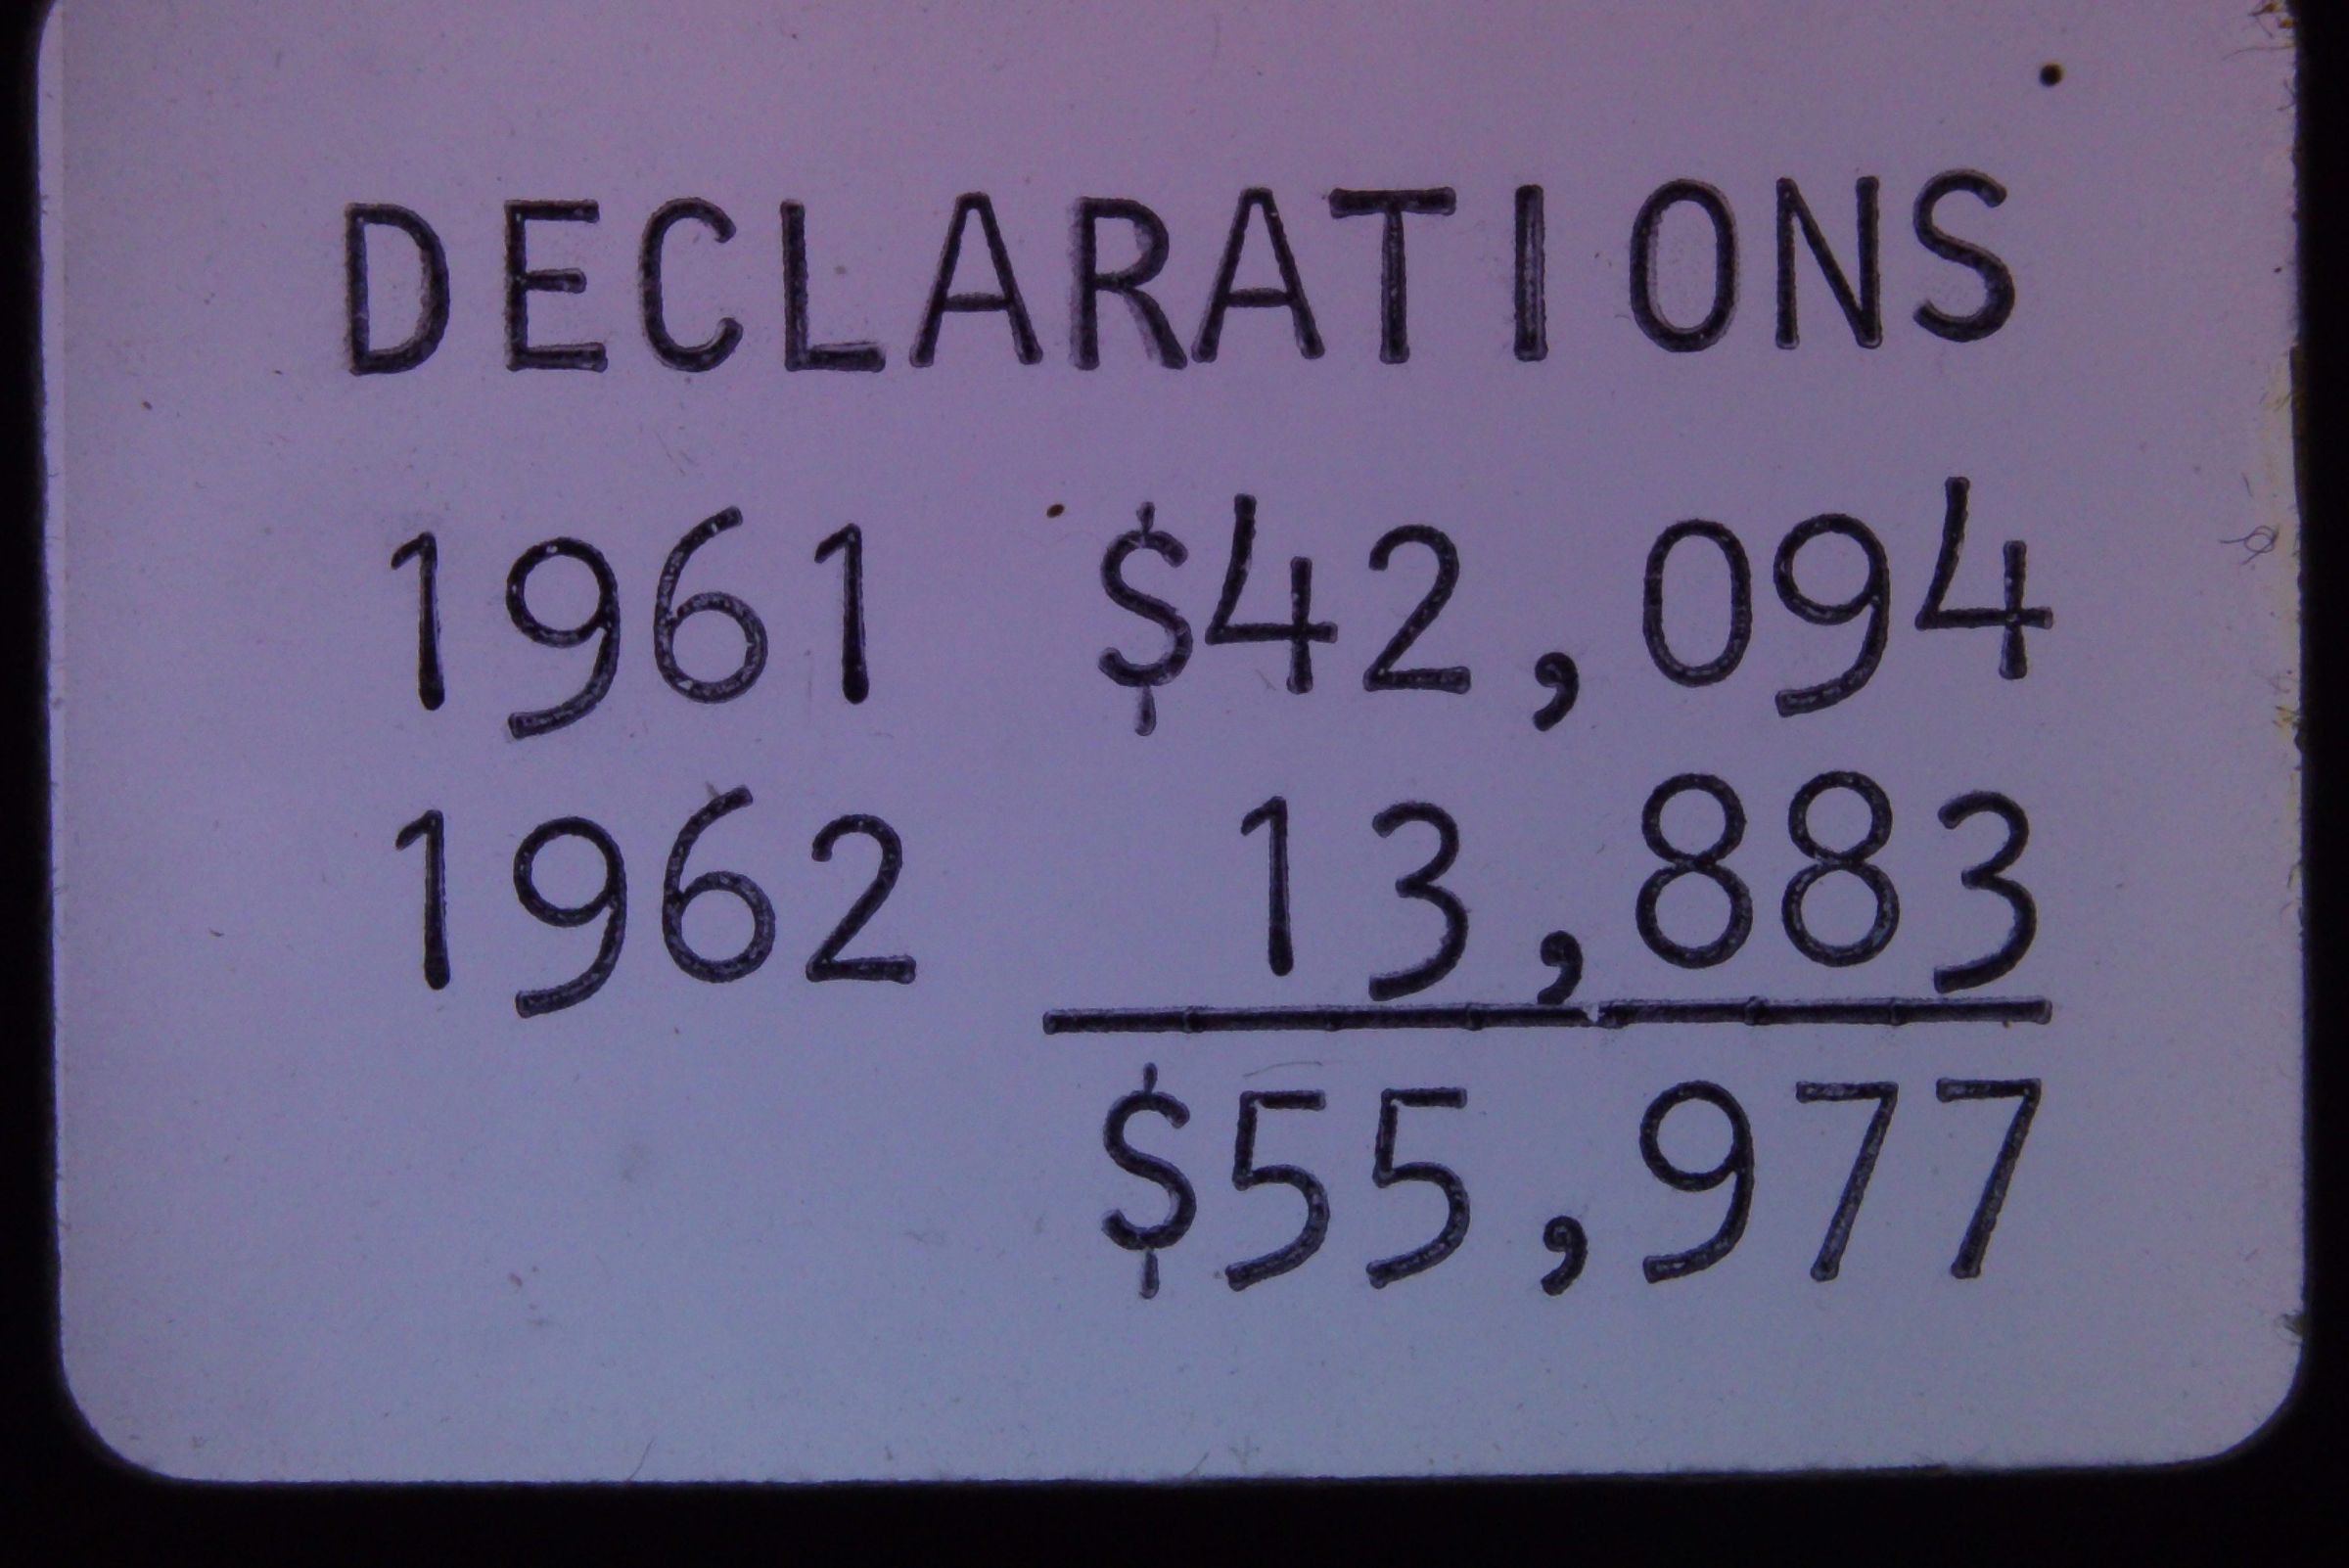 DECLARATIONS
1961 $42,094
1962 13,883
$55,977